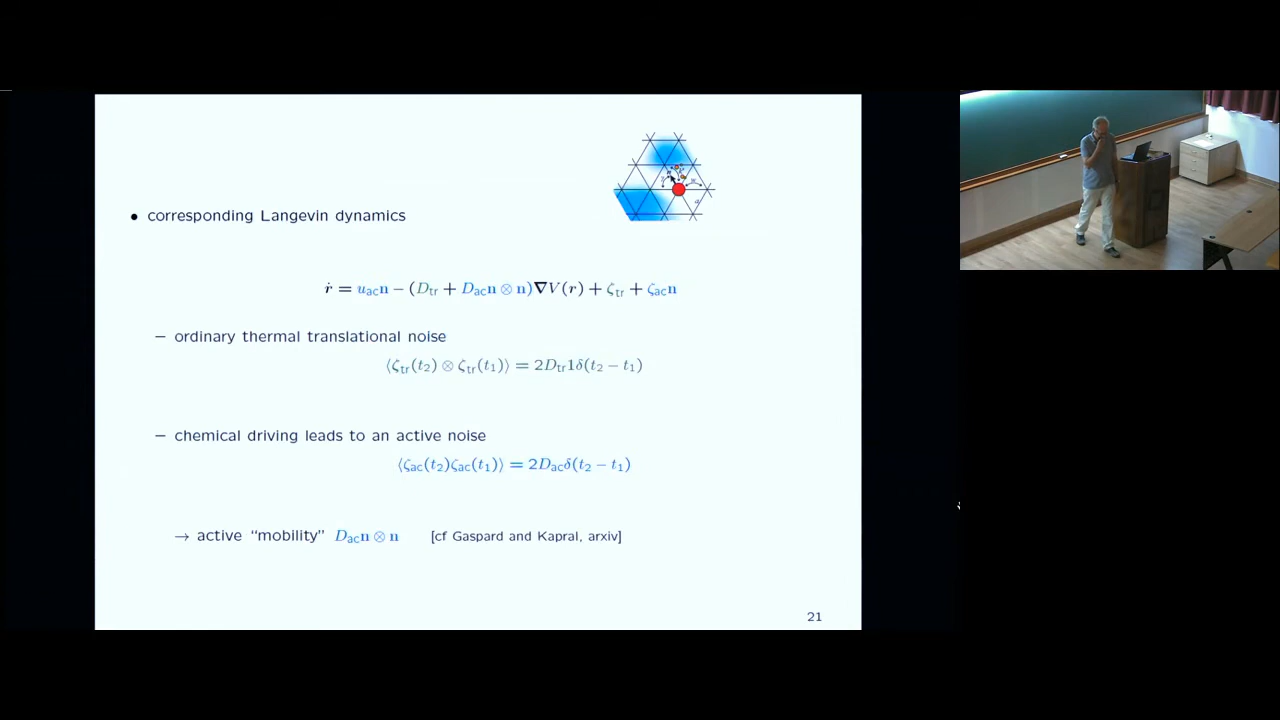 • corresponding Langevin dynamics
ṙ = u_ac n − (D_tr + D_ac n ⊗ n)∇V(r) + ζ_tr + ζ_ac n
– ordinary thermal translational noise
⟨ζ_tr(t₂) ⊗ ζ_tr(t₁)⟩ = 2D_tr 1δ(t₂ − t₁)
– chemical driving leads to an active noise
⟨ζ_ac(t₂)ζ_ac(t₁)⟩ = 2D_ac δ(t₂ − t₁)
→ active “mobility” D_ac n ⊗ n [cf Gaspard and Kapral, arxiv]
21